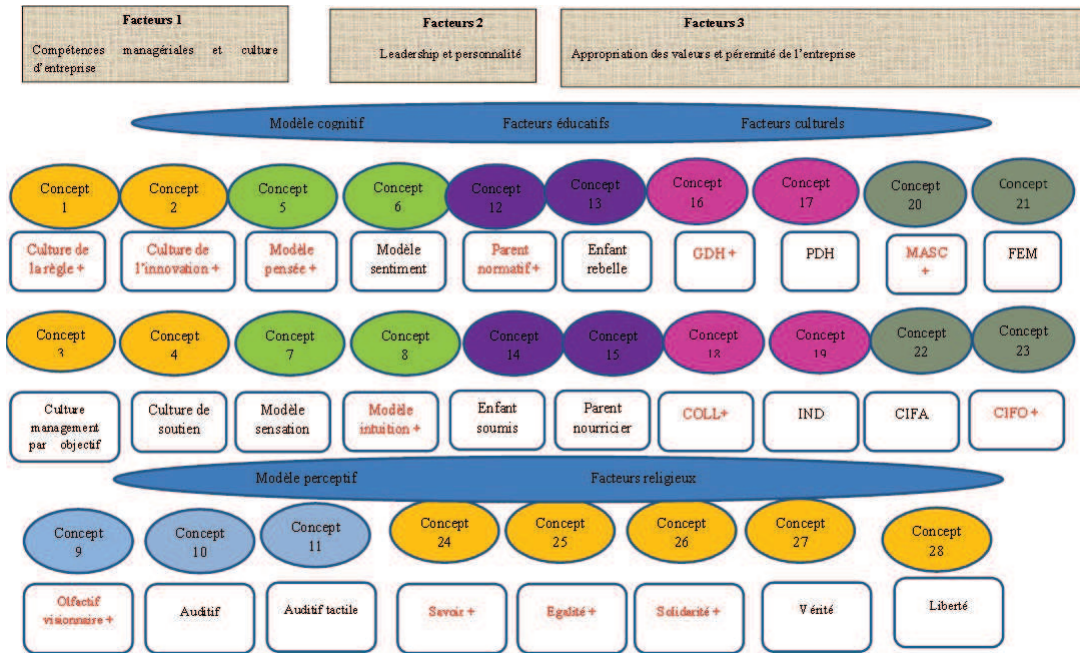 Facteurs 1
Compétences managériales et culture
d'entreprise
Facteurs 2
Leadership et personnalité
Facteurs 3
Appropriation des valeurs et pérennité de l'entreprise
Modèle cognitif
Facteurs éducatifs
Facteurs culturels
Concept
1
Concept
2
Concept
5
Concept
6
Concept
12
Concept
13
Concept
16
Concept
17
Concept
20
Concept
21
Culture de
la règle +
Culture de
l'innovation +
Modèle
pensée +
Modèle
sentiment
Parent
normatif +
Enfant
rebelle
GDH +
PDH
MASC
+
FEM
Concept
3
Concept
4
Concept
7
Concept
8
Concept
14
Concept
15
Concept
18
Concept
19
Concept
22
Concept
23
Culture
management
par objectif
Culture de
soutien
Modèle
sensation
Modèle
intuition +
Enfant
soumis
Parent
nourricier
COLL+
IND
CIFA
CIFO +
Modèle perceptif
Facteurs religieux
Concept
9
Concept
10
Concept
11
Concept
24
Concept
25
Concept
26
Concept
27
Concept
28
Olfactif
visionnaire +
Auditif
Auditif tactile
Savoir +
Egalité +
Solidarité +
Vérité
Liberté